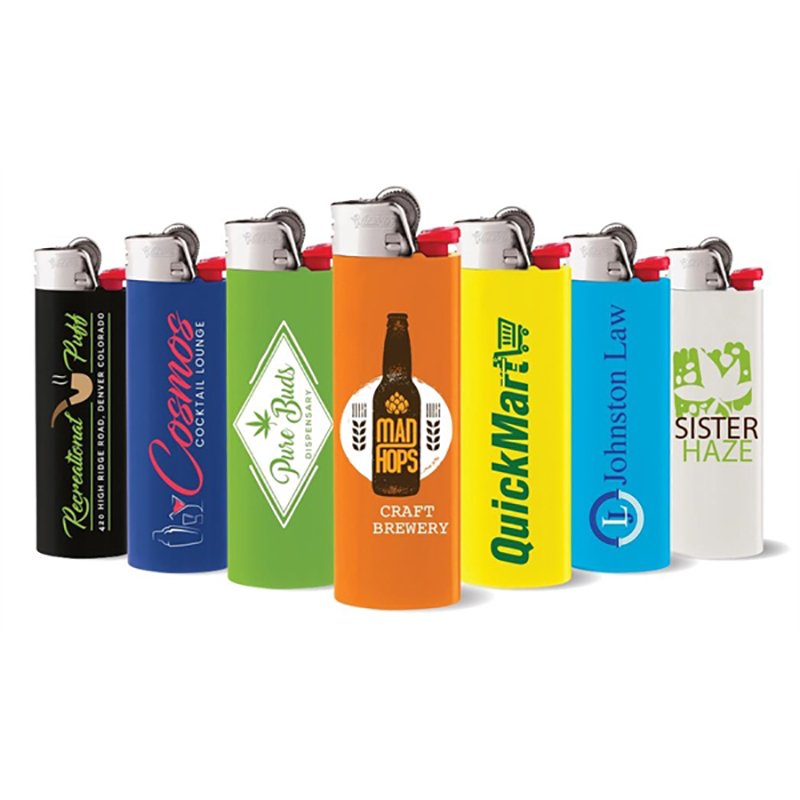 Recreational Puff
420 HIGH RIDGE ROAD, DENVER COLORADO
Cosmos
COCKTAIL LOUNGE
Pure Buds
DISPENSARY
MAD
HOPS
CRAFT
BREWERY
QuickMart
LJ
Johnston Law
SISTER
HAZE